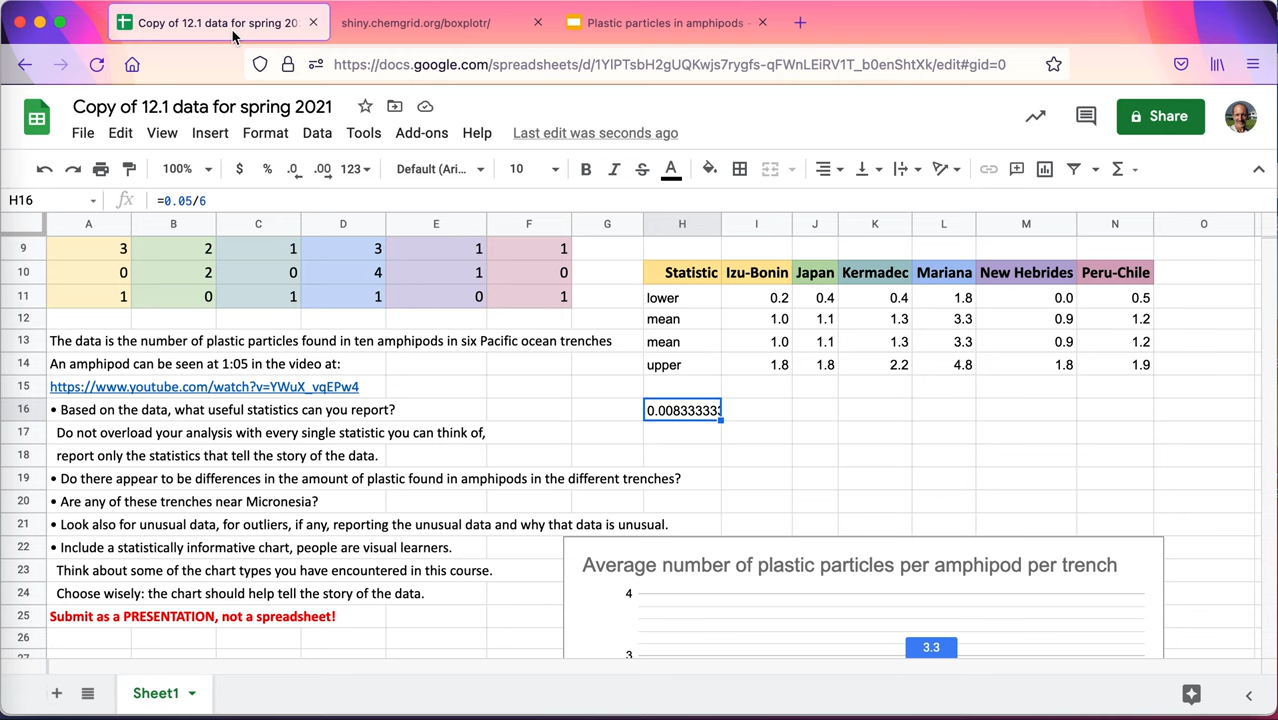 Copy of 12.1 data for spring 20
shiny.chemgrid.org/boxplotr/
Plastic particles in amphipods -
https://docs.google.com/spreadsheets/d/1YlPTsbH2gUQKwjs7rygfs-qFWnLEiRV1T_b0enShtXk/edit#gid=0
Copy of 12.1 data for spring 2021
File Edit View Insert Format Data Tools Add-ons Help Last edit was seconds ago
Share
100% $ % .0 .00 123 Default (Ari... 10 B I S A
H16 fx =0.05/6
A B C D E F G H I J K L M N O
9 3 2 1 3 1 1
10 0 2 0 4 1 0 Statistic Izu-Bonin Japan Kermadec Mariana New Hebrides Peru-Chile
11 1 0 1 1 0 1 lower 0.2 0.4 0.4 1.8 0.0 0.5
12 mean 1.0 1.1 1.3 3.3 0.9 1.2
13 The data is the number of plastic particles found in ten amphipods in six Pacific ocean trenches mean 1.0 1.1 1.3 3.3 0.9 1.2
14 An amphipod can be seen at 1:05 in the video at: upper 1.8 1.8 2.2 4.8 1.8 1.9
15 https://www.youtube.com/watch?v=YWuX_vqEPw4
16 • Based on the data, what useful statistics can you report? 0.00833333
17 Do not overload your analysis with every single statistic you can think of,
18 report only the statistics that tell the story of the data.
19 • Do there appear to be differences in the amount of plastic found in amphipods in the different trenches?
20 • Are any of these trenches near Micronesia?
21 • Look also for unusual data, for outliers, if any, reporting the unusual data and why that data is unusual.
22 • Include a statistically informative chart, people are visual learners.
23 Think about some of the chart types you have encountered in this course.
24 Choose wisely: the chart should help tell the story of the data.
25 Submit as a PRESENTATION, not a spreadsheet!
26
Average number of plastic particles per amphipod per trench
4
3.3
3
Sheet1